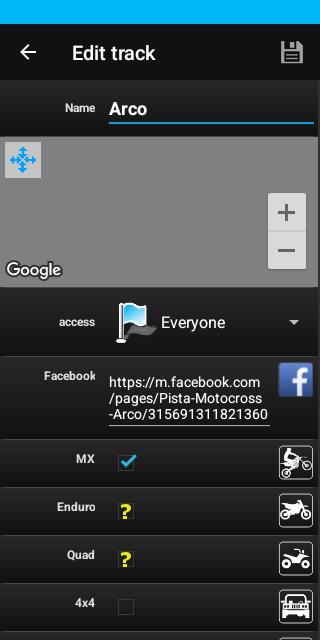 Edit track
Name
Arco
Google
access
Everyone
Facebook
https://m.facebook.com
/pages/Pista-Motocross
-Arco/315691311821360
MX
Enduro
?
Quad
?
4x4